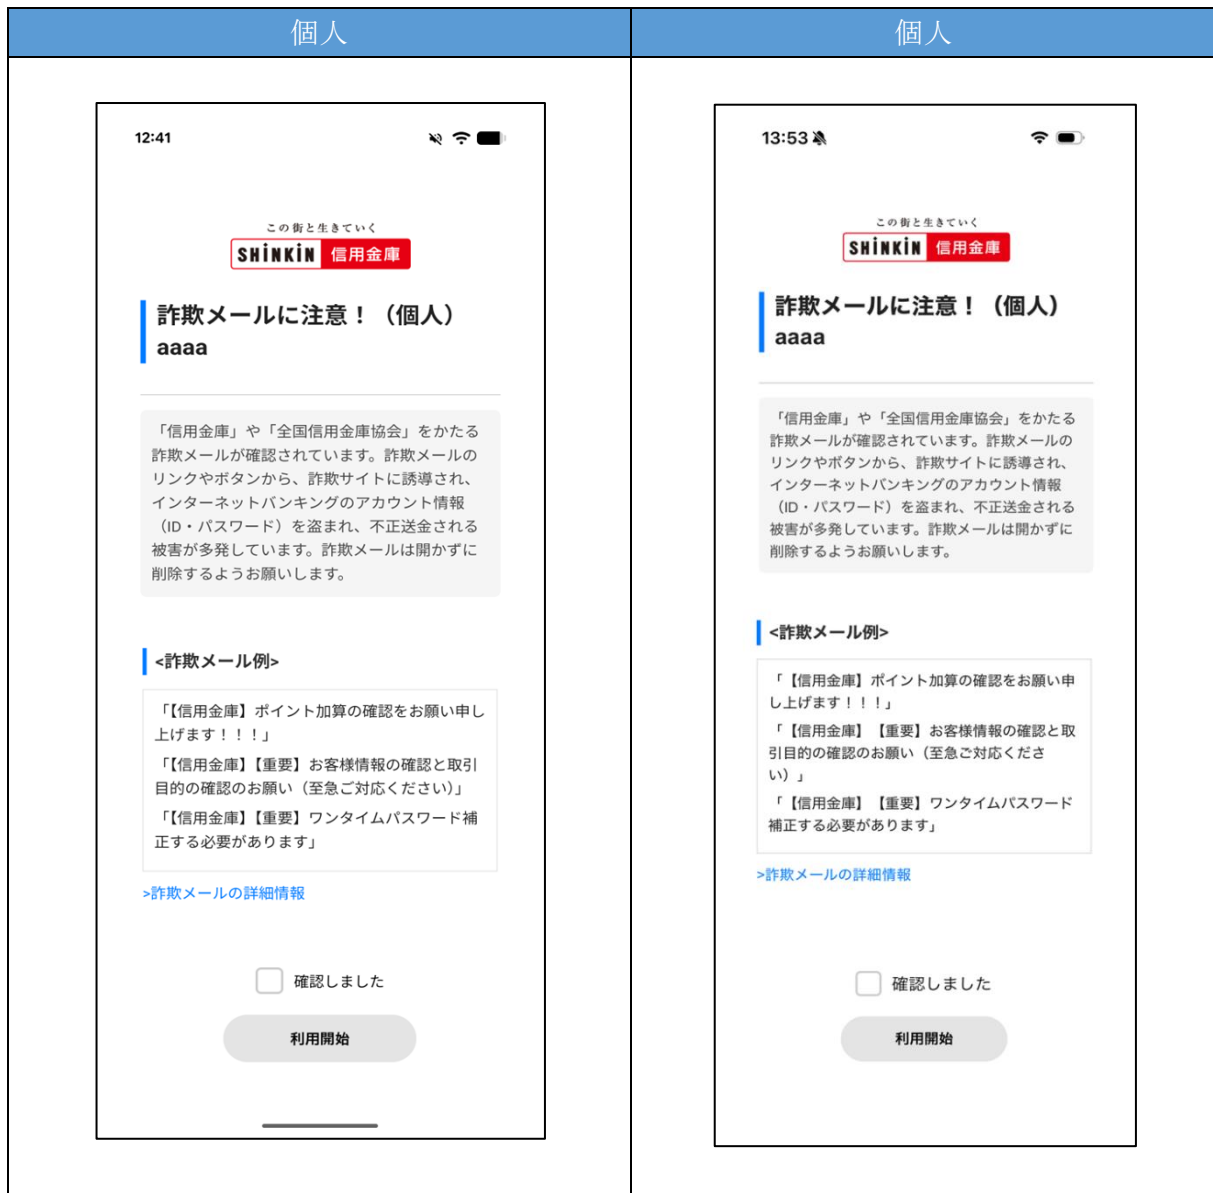 個人
個人
12:41
この街と生きていく
SHINKIN 信用金庫
詐欺メールに注意！（個人）
aaaa
「信用金庫」や「全国信用金庫協会」をかたる
詐欺メールが確認されています。詐欺メールの
リンクやボタンから、詐欺サイトに誘導され、
インターネットバンキングのアカウント情報
（ID・パスワード）を盗まれ、不正送金される
被害が多発しています。詐欺メールは開かずに
削除するようお願いします。
<詐欺メール例>
「【信用金庫】ポイント加算の確認をお願い申し
上げます！！！」
「【信用金庫】【重要】お客様情報の確認と取引
目的の確認のお願い（至急ご対応ください）」
「【信用金庫】【重要】ワンタイムパスワード補
正する必要があります」
>詐欺メールの詳細情報
確認しました
利用開始
13:53
この街と生きていく
SHINKIN 信用金庫
詐欺メールに注意！（個人）
aaaa
「信用金庫」や「全国信用金庫協会」をかたる
詐欺メールが確認されています。詐欺メールの
リンクやボタンから、詐欺サイトに誘導され、
インターネットバンキングのアカウント情報
（ID・パスワード）を盗まれ、不正送金される
被害が多発しています。詐欺メールは開かずに
削除するようお願いします。
<詐欺メール例>
「【信用金庫】ポイント加算の確認をお願い申
し上げます！！！」
「【信用金庫】【重要】お客様情報の確認と取
引目的の確認のお願い（至急ご対応くださ
い）」
「【信用金庫】【重要】ワンタイムパスワード
補正する必要があります」
>詐欺メールの詳細情報
確認しました
利用開始